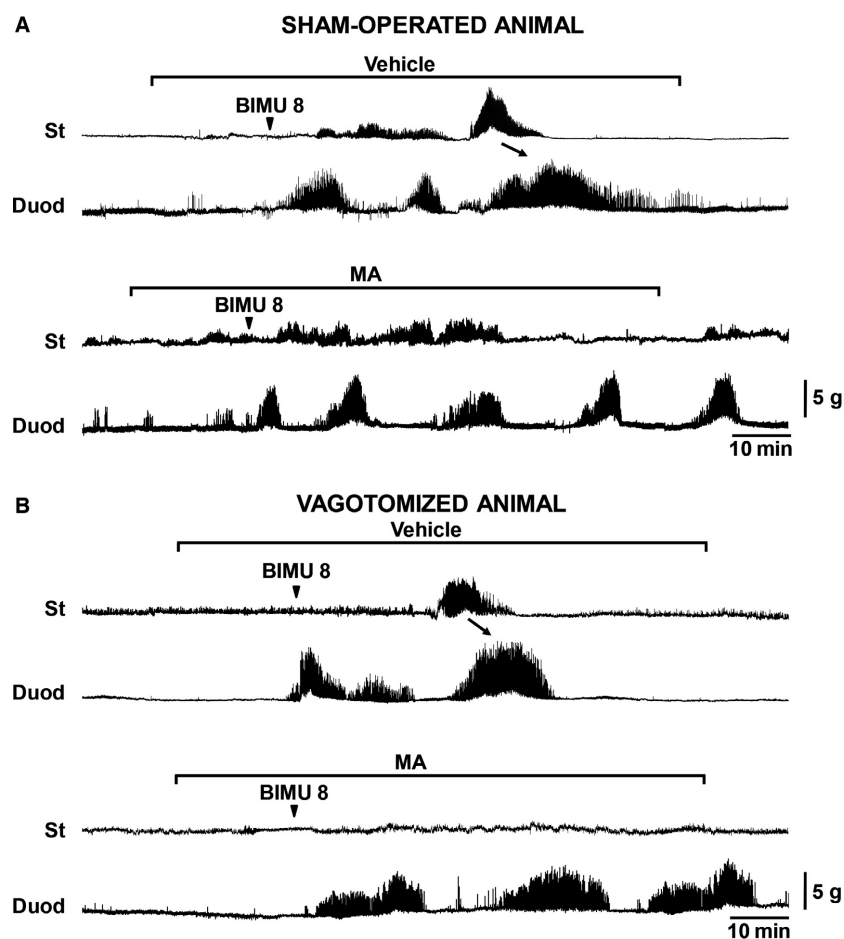 A
SHAM-OPERATED ANIMAL
Vehicle
BIMU 8
St
Duod
MA
BIMU 8
St
Duod
5 g
10 min
B
VAGOTOMIZED ANIMAL
Vehicle
BIMU 8
St
Duod
MA
BIMU 8
St
Duod
5 g
10 min